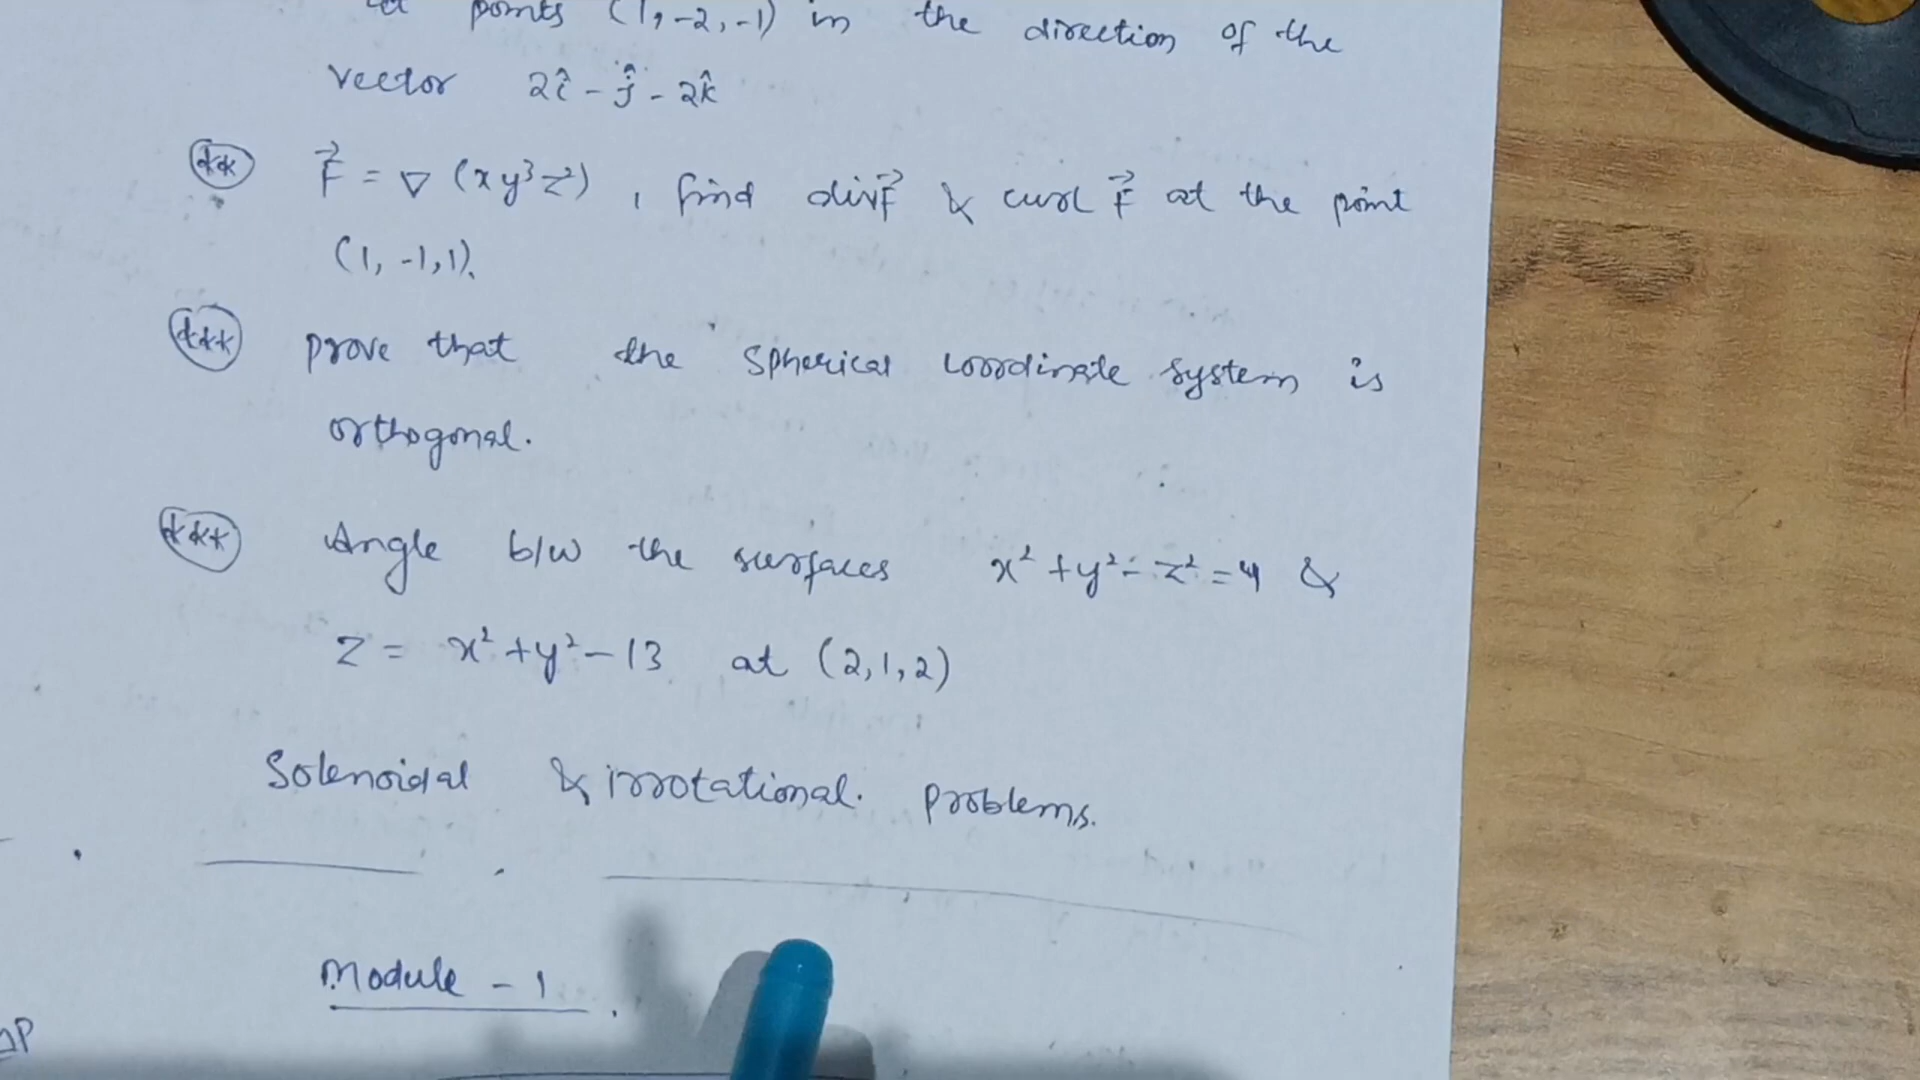 at points (1, -2, -1) in the direction of the
vector 2î - ĵ - 2k̂
** F⃗ = ∇ (xy³z²), find divF⃗ & curl F⃗ at the point
(1, -1, 1).
*** prove that the spherical coordinate system is
orthogonal.
*** Angle b/w the surfaces x² + y² - z² = 4 &
z = x² + y² - 13 at (2, 1, 2)
Solenoidal & irrotational. problems.
Module - 1